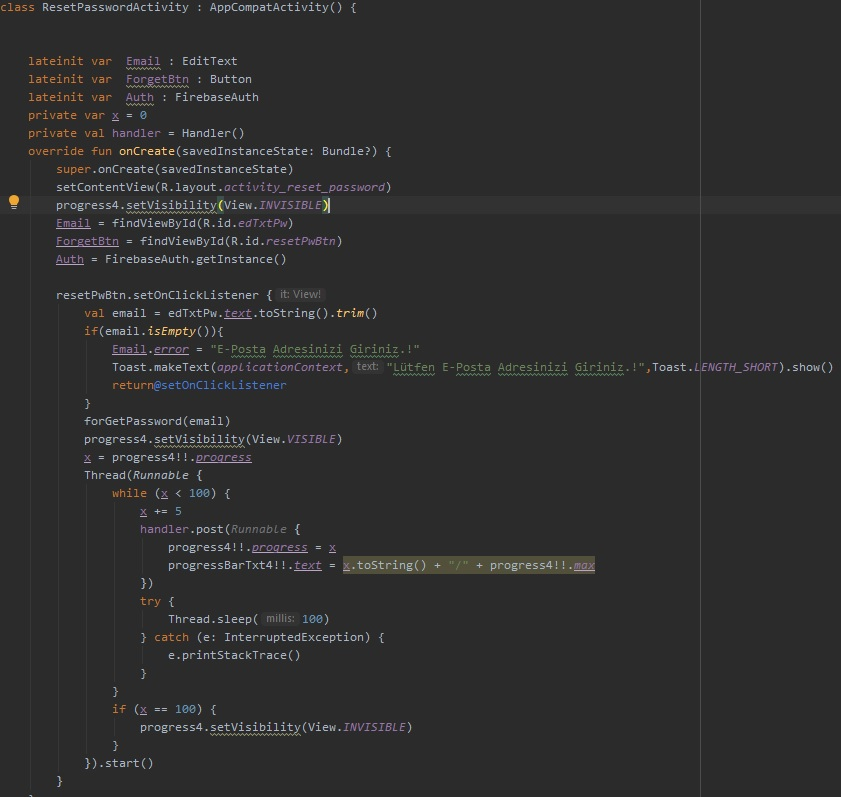 class ResetPasswordActivity : AppCompatActivity() {
lateinit var Email : EditText
lateinit var ForgetBtn : Button
lateinit var Auth : FirebaseAuth
private var x = 0
private val handler = Handler()
override fun onCreate(savedInstanceState: Bundle?) {
super.onCreate(savedInstanceState)
setContentView(R.layout.activity_reset_password)
progress4.setVisibility(View.INVISIBLE)
Email = findViewById(R.id.edTxtPw)
ForgetBtn = findViewById(R.id.resetPwBtn)
Auth = FirebaseAuth.getInstance()
resetPwBtn.setOnClickListener { it: View!
val email = edTxtPw.text.toString().trim()
if(email.isEmpty()){
Email.error = "E-Posta Adresinizi Giriniz.!"
Toast.makeText(applicationContext, text: "Lütfen E-Posta Adresinizi Giriniz.!",Toast.LENGTH_SHORT).show()
return@setOnClickListener
}
forGetPassword(email)
progress4.setVisibility(View.VISIBLE)
x = progress4!!.progress
Thread(Runnable {
while (x < 100) {
x += 5
handler.post(Runnable {
progress4!!.progress = x
progressBarTxt4!!.text = x.toString() + "/" + progress4!!.max
})
try {
Thread.sleep( millis: 100)
} catch (e: InterruptedException) {
e.printStackTrace()
}
}
if (x == 100) {
progress4.setVisibility(View.INVISIBLE)
}
}).start()
}